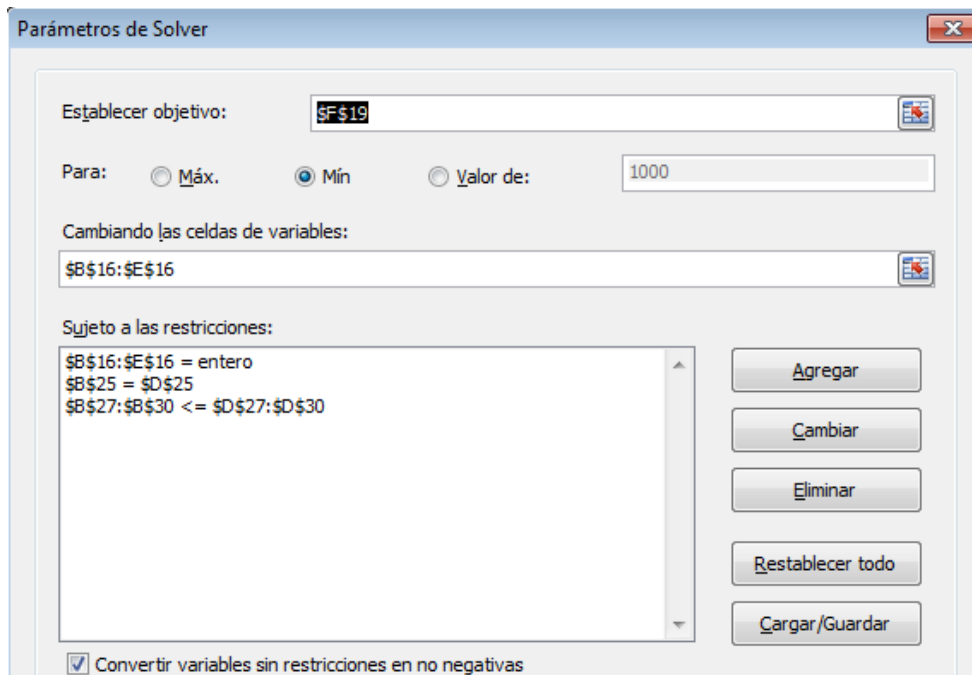 Parámetros de Solver
Establecer objetivo: $F$19
Para: Máx. Mín Valor de: 1000
Cambiando las celdas de variables:
$B$16:$E$16
Sujeto a las restricciones:
$B$16:$E$16 = entero
$B$25 = $D$25
$B$27:$B$30 <= $D$27:$D$30
Agregar
Cambiar
Eliminar
Restablecer todo
Cargar/Guardar
Convertir variables sin restricciones en no negativas